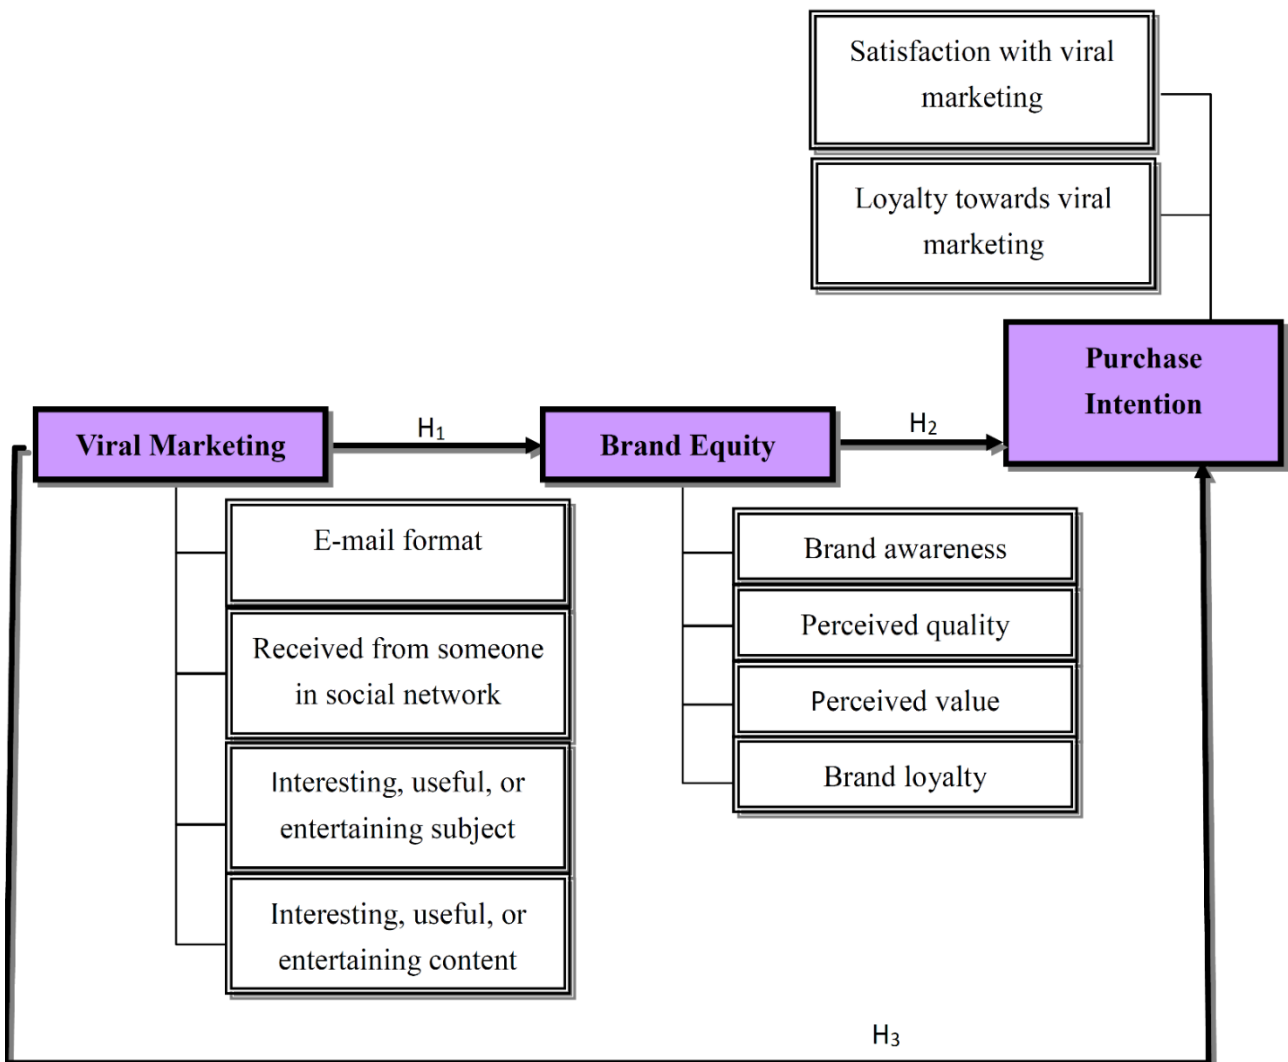 Satisfaction with viral
marketing
Loyalty towards viral
marketing
Purchase
Intention
Viral Marketing
H₁
Brand Equity
H₂
E-mail format
Received from someone
in social network
Interesting, useful, or
entertaining subject
Interesting, useful, or
entertaining content
Brand awareness
Perceived quality
Perceived value
Brand loyalty
H₃